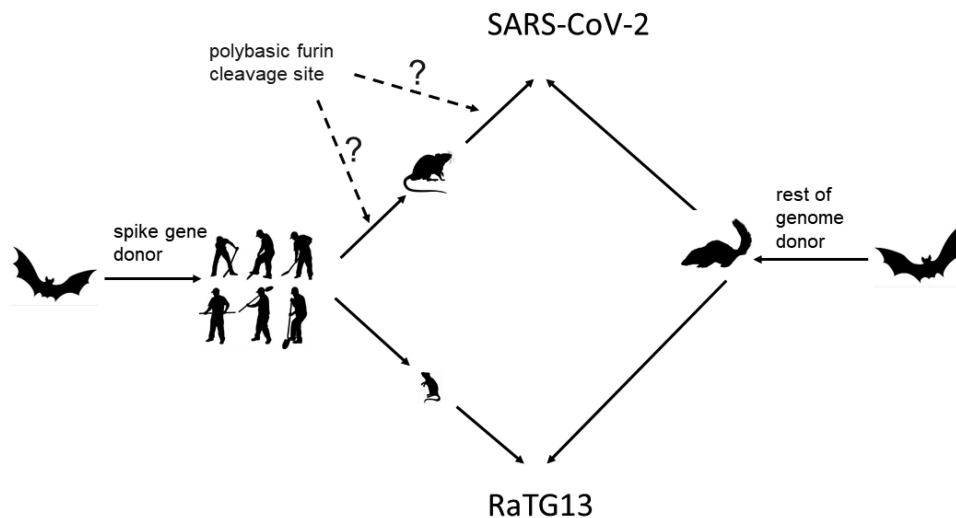 SARS-CoV-2
polybasic furin
cleavage site
?
?
spike gene
donor
rest of
genome
donor
RaTG13